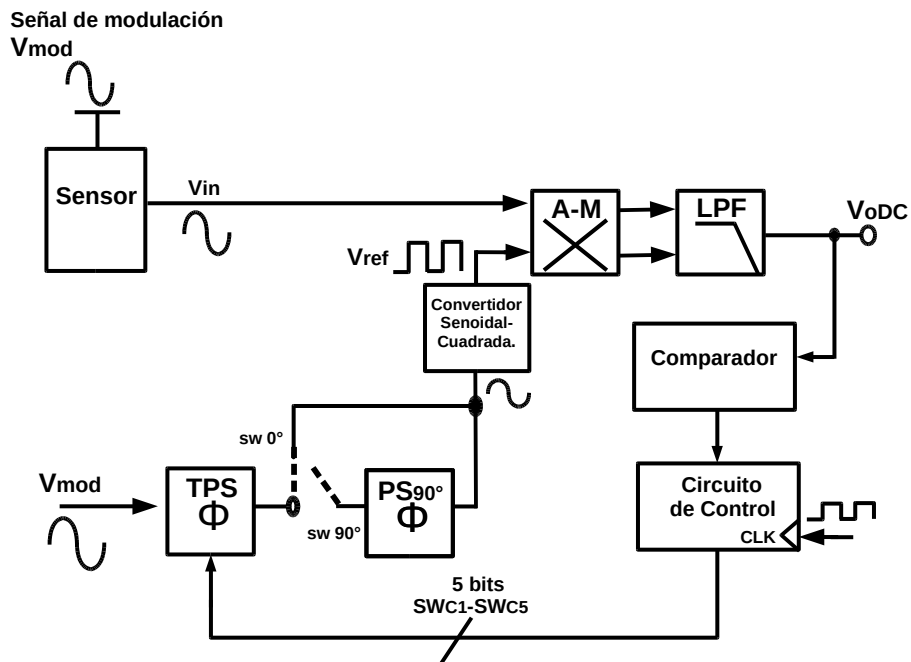 Señal de modulación
Vmod
Sensor
Vin
A-M
LPF
VoDC
Vref
Convertidor
Senoidal-
Cuadrada.
Comparador
sw 0°
Vmod
TPS
Φ
sw 90°
PS90°
Φ
Circuito
de Control
CLK
5 bits
SWC1-SWC5